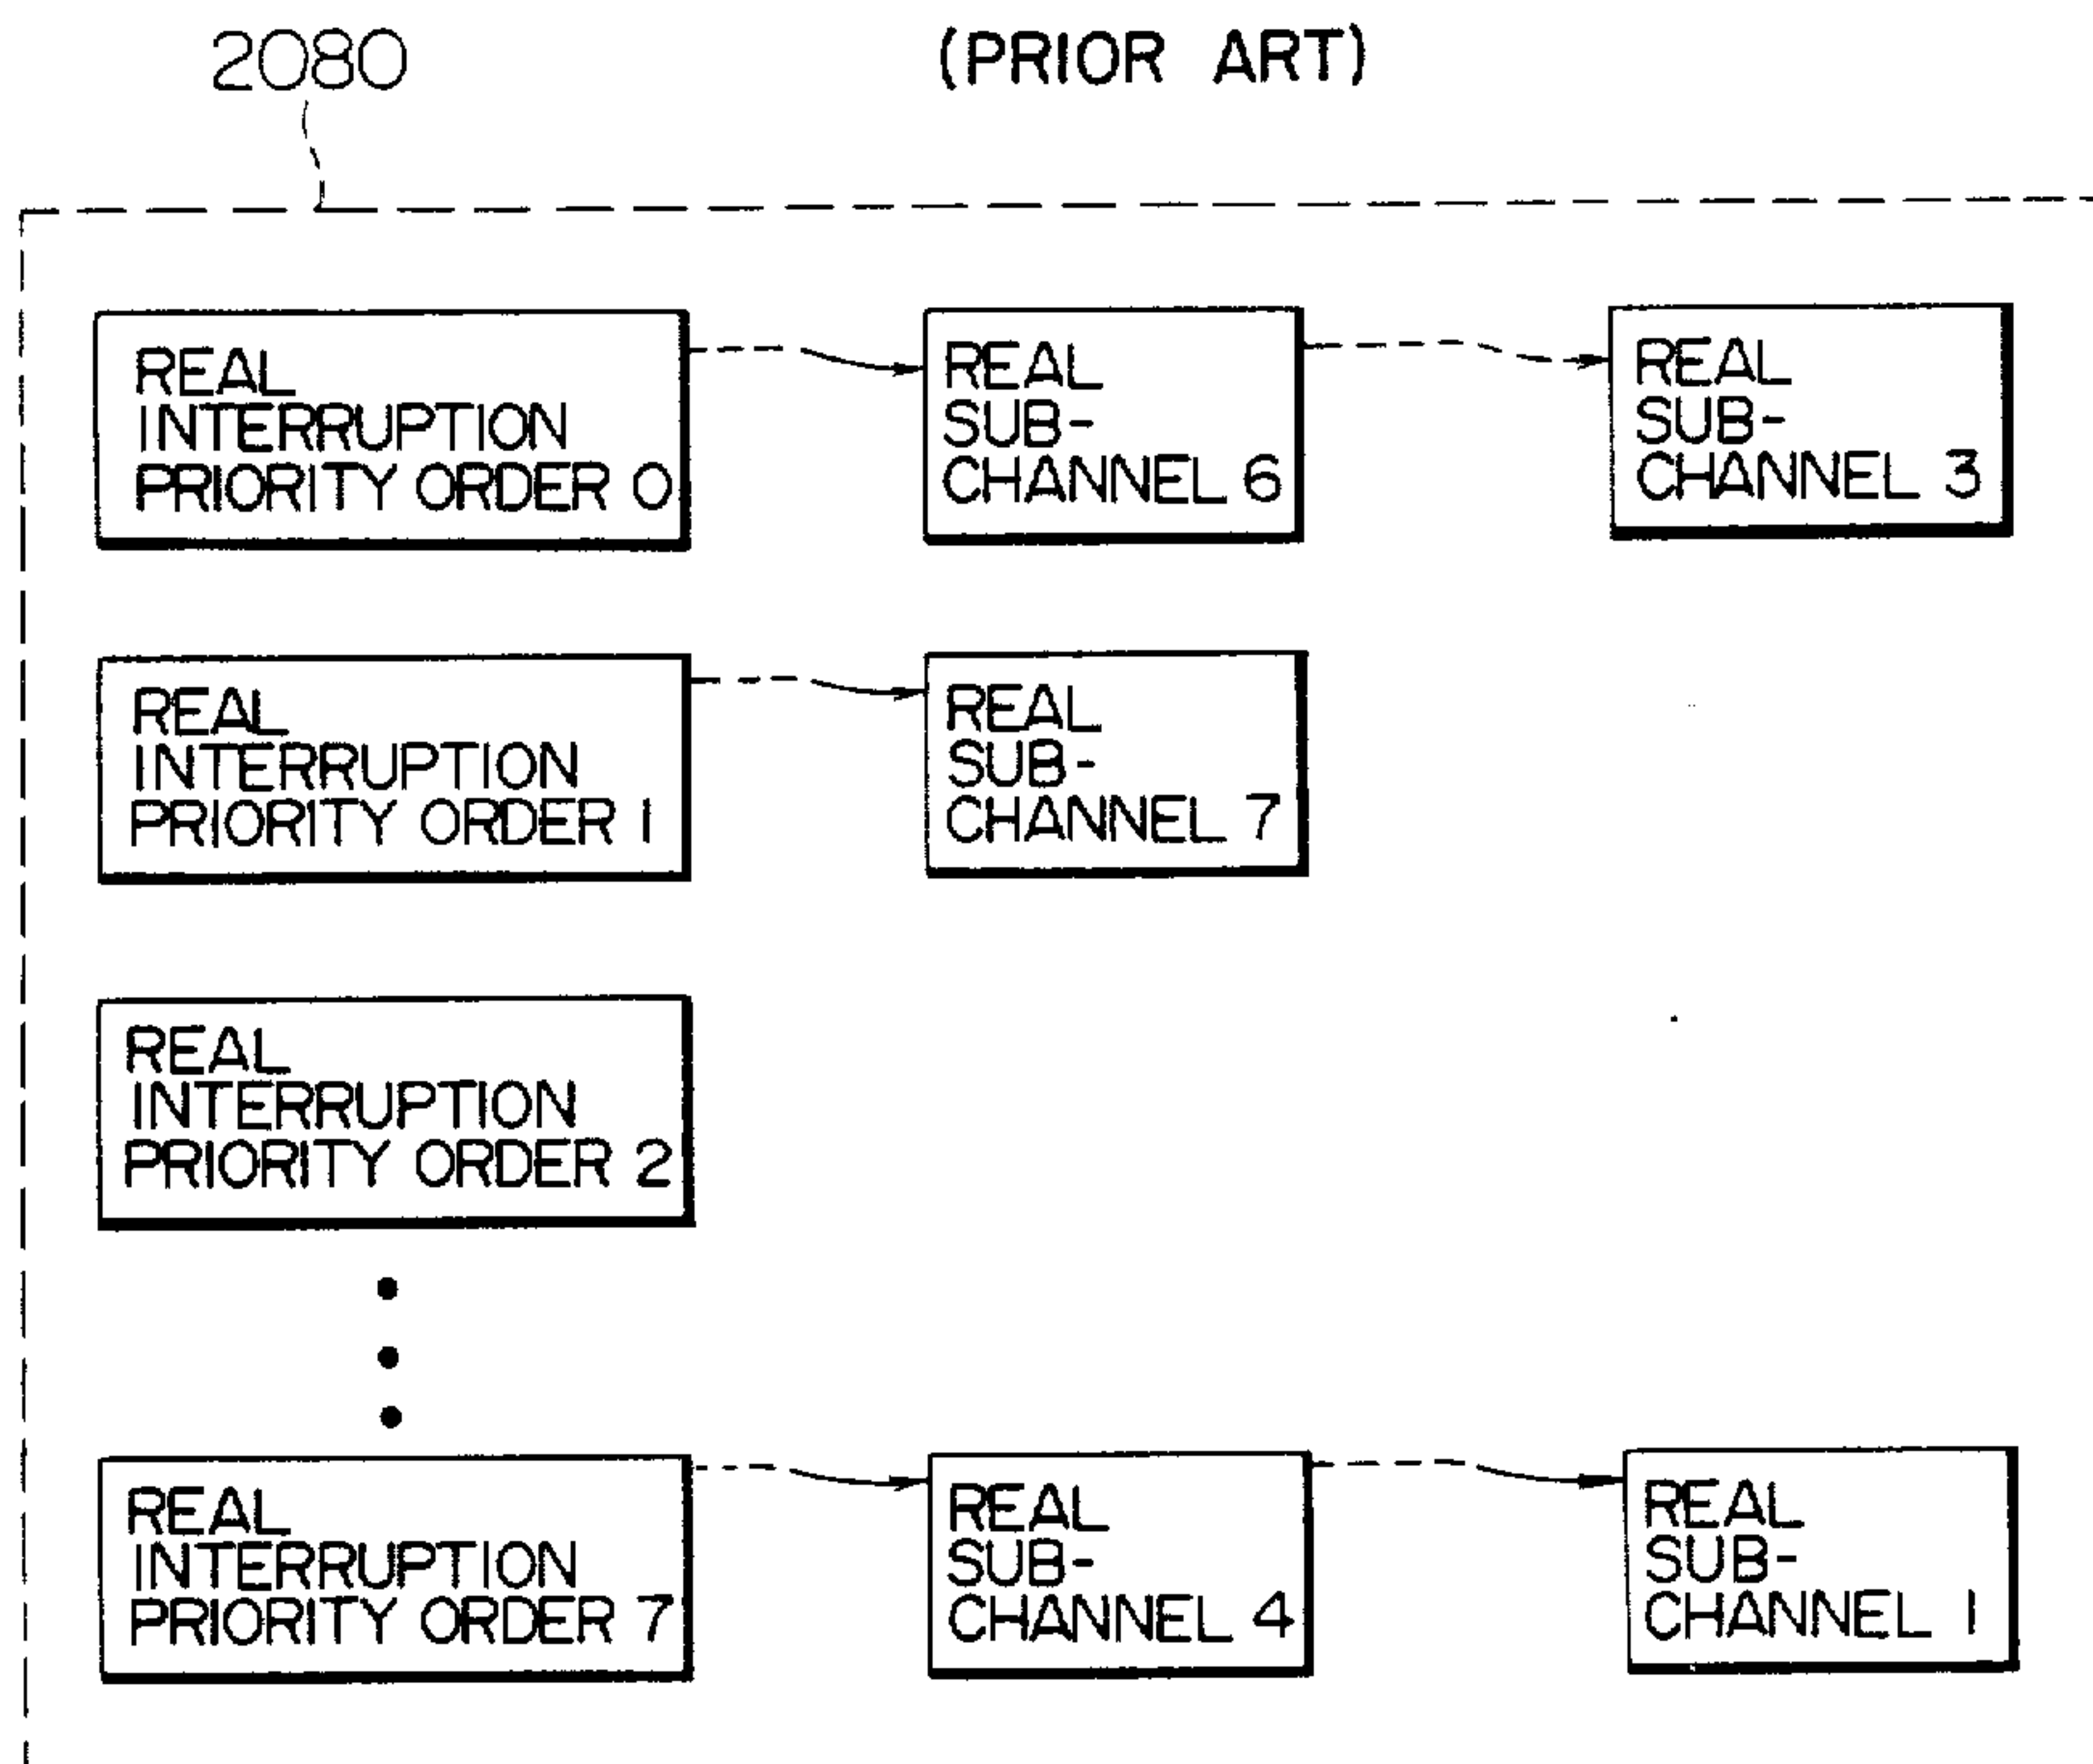 2080
(PRIOR ART)
REAL
INTERRUPTION
PRIORITY ORDER 0
REAL
SUB-
CHANNEL 6
REAL
SUB-
CHANNEL 3
REAL
INTERRUPTION
PRIORITY ORDER 1
REAL
SUB-
CHANNEL 7
REAL
INTERRUPTION
PRIORITY ORDER 2
REAL
INTERRUPTION
PRIORITY ORDER 7
REAL
SUB-
CHANNEL 4
REAL
SUB-
CHANNEL 1